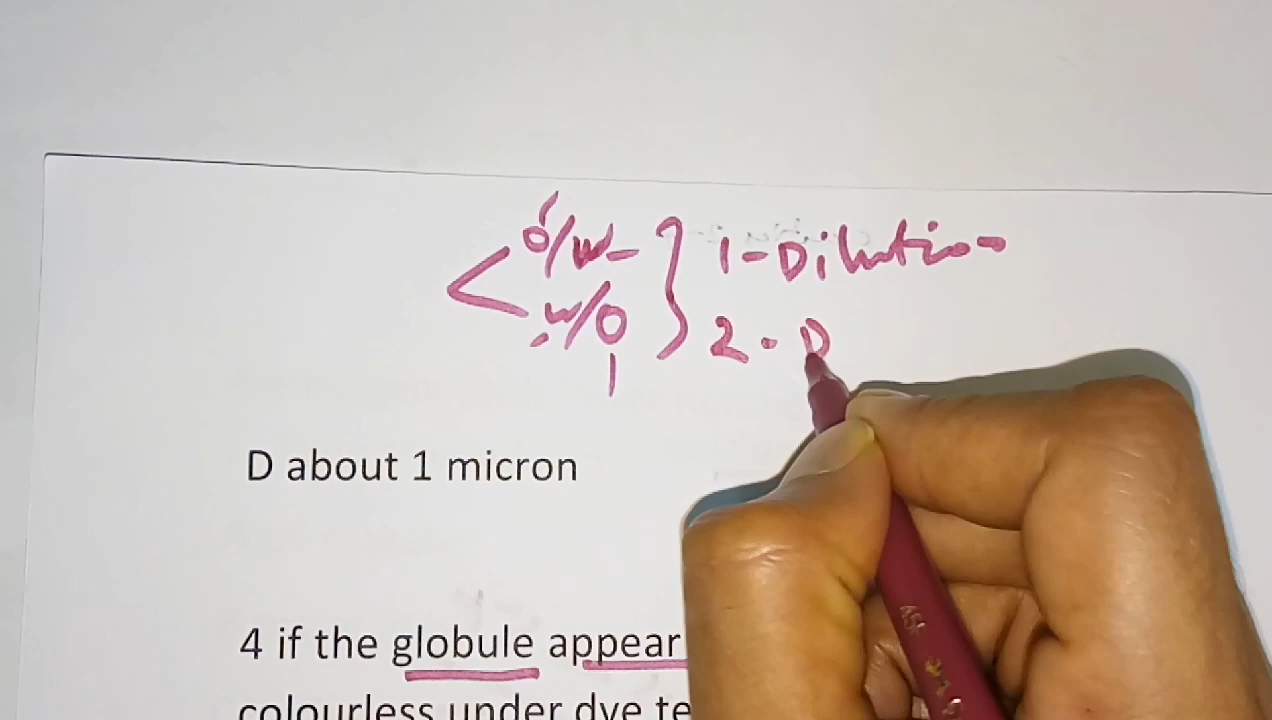 o/w
w/o
1-Dilution
2-D
D about 1 micron
4 if the globule appear
colourless under dye te